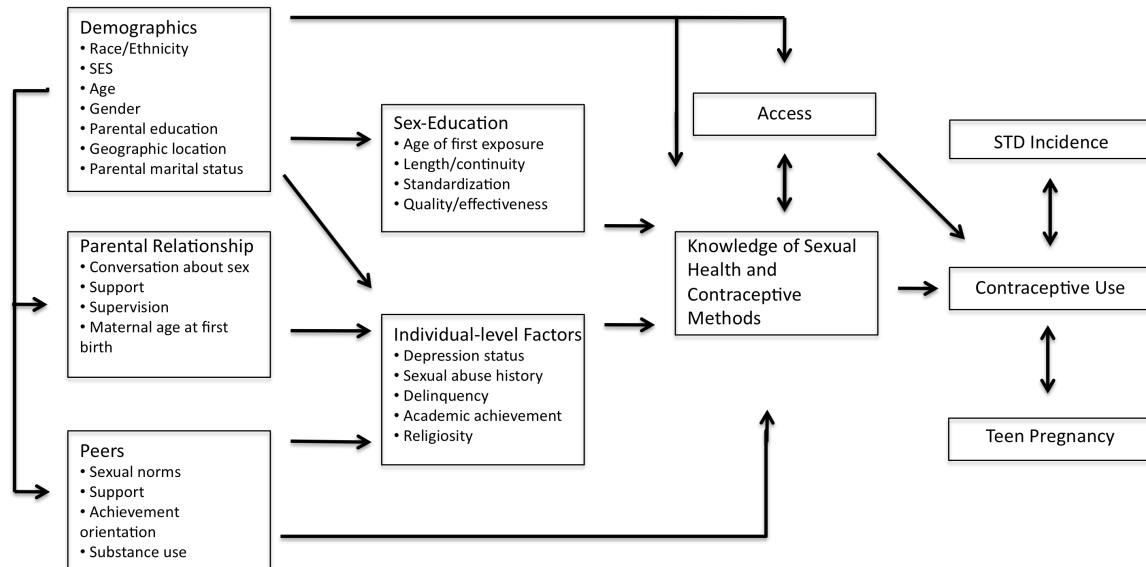 Demographics
• Race/Ethnicity
• SES
• Age
• Gender
• Parental education
• Geographic location
• Parental marital status
Parental Relationship
• Conversation about sex
• Support
• Supervision
• Maternal age at first
birth
Peers
• Sexual norms
• Support
• Achievement
orientation
• Substance use
Sex-Education
• Age of first exposure
• Length/continuity
• Standardization
• Quality/effectiveness
Individual-level Factors
• Depression status
• Sexual abuse history
• Delinquency
• Academic achievement
• Religiosity
Access
Knowledge of Sexual
Health and
Contraceptive
Methods
STD Incidence
Contraceptive Use
Teen Pregnancy